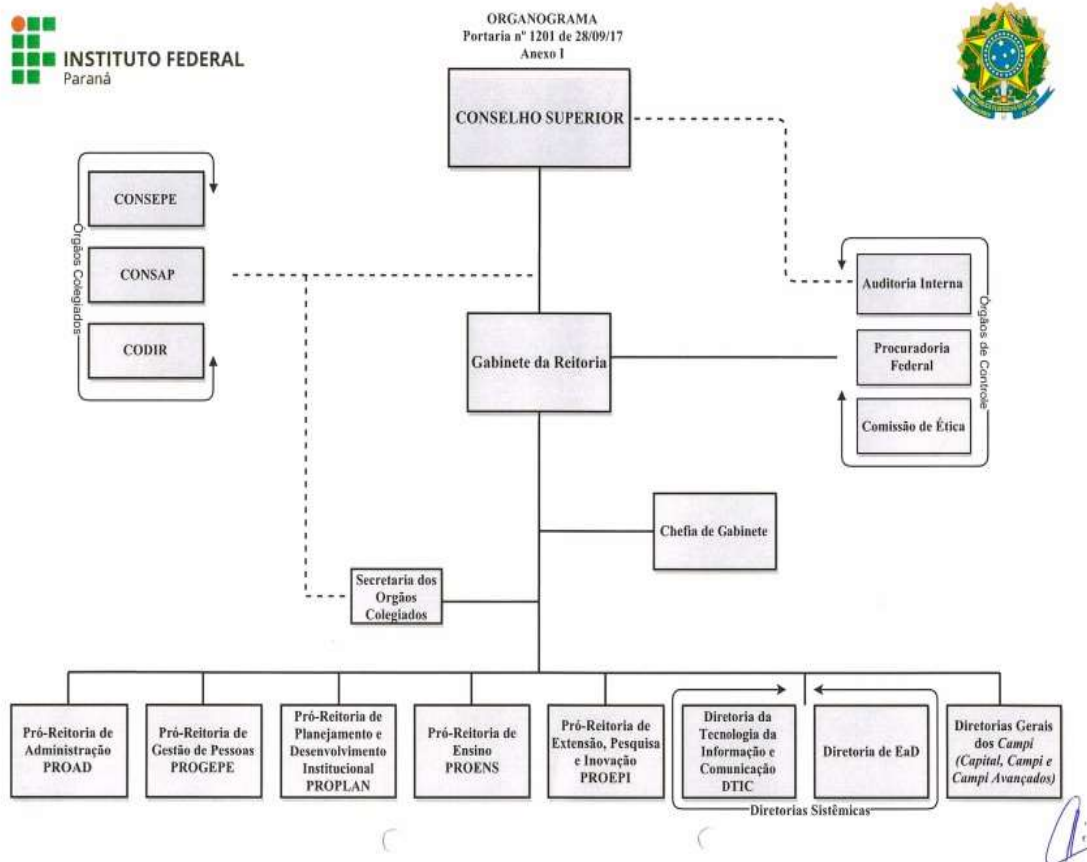 INSTITUTO FEDERAL
Paraná
ORGANOGRAMA
Portaria nº 1201 de 28/09/17
Anexo I
CONSELHO SUPERIOR
Órgãos Colegiados
CONSEPE
CONSAP
CODIR
Auditoria Interna
Procuradoria
Federal
Comissão de Ética
Órgãos de Controle
Gabinete da Reitoria
Chefia de Gabinete
Secretaria dos
Orgãos
Colegiados
Pró-Reitoria de
Administração
PROAD
Pró-Reitoria de
Gestão de Pessoas
PROGEPE
Pró-Reitoria de
Planejamento e
Desenvolvimento
Institucional
PROPLAN
Pró-Reitoria de
Ensino
PROENS
Pró-Reitoria de
Extensão, Pesquisa
e Inovação
PROEPI
Diretoria da
Tecnologia da
Informação e
Comunicação
DTIC
Diretoria de EaD
Diretorias Sistêmicas
Diretorias Gerais
dos Campi
(Capital, Campi e
Campi Avançados)